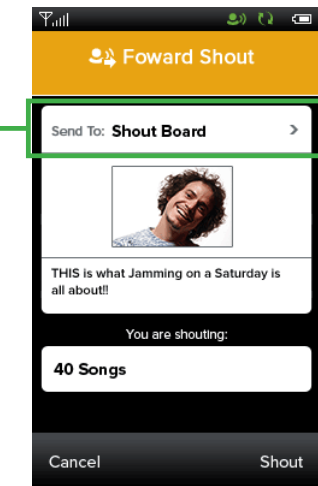 Foward Shout
Send To: Shout Board >
THIS is what Jamming on a Saturday is
all about!!
You are shouting:
40 Songs
Cancel Shout